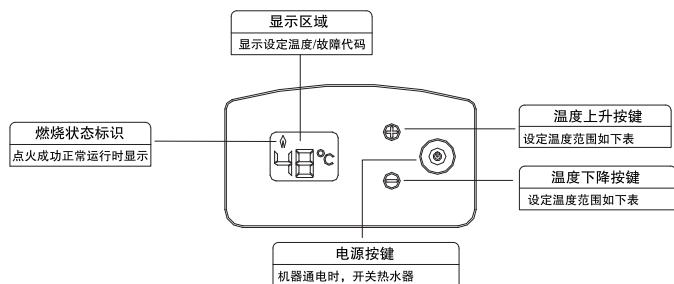 显示区域
显示设定温度/故障代码
燃烧状态标识
点火成功正常运行时显示
48°C
温度上升按键
设定温度范围如下表
温度下降按键
设定温度范围如下表
电源按键
机器通电时，开关热水器